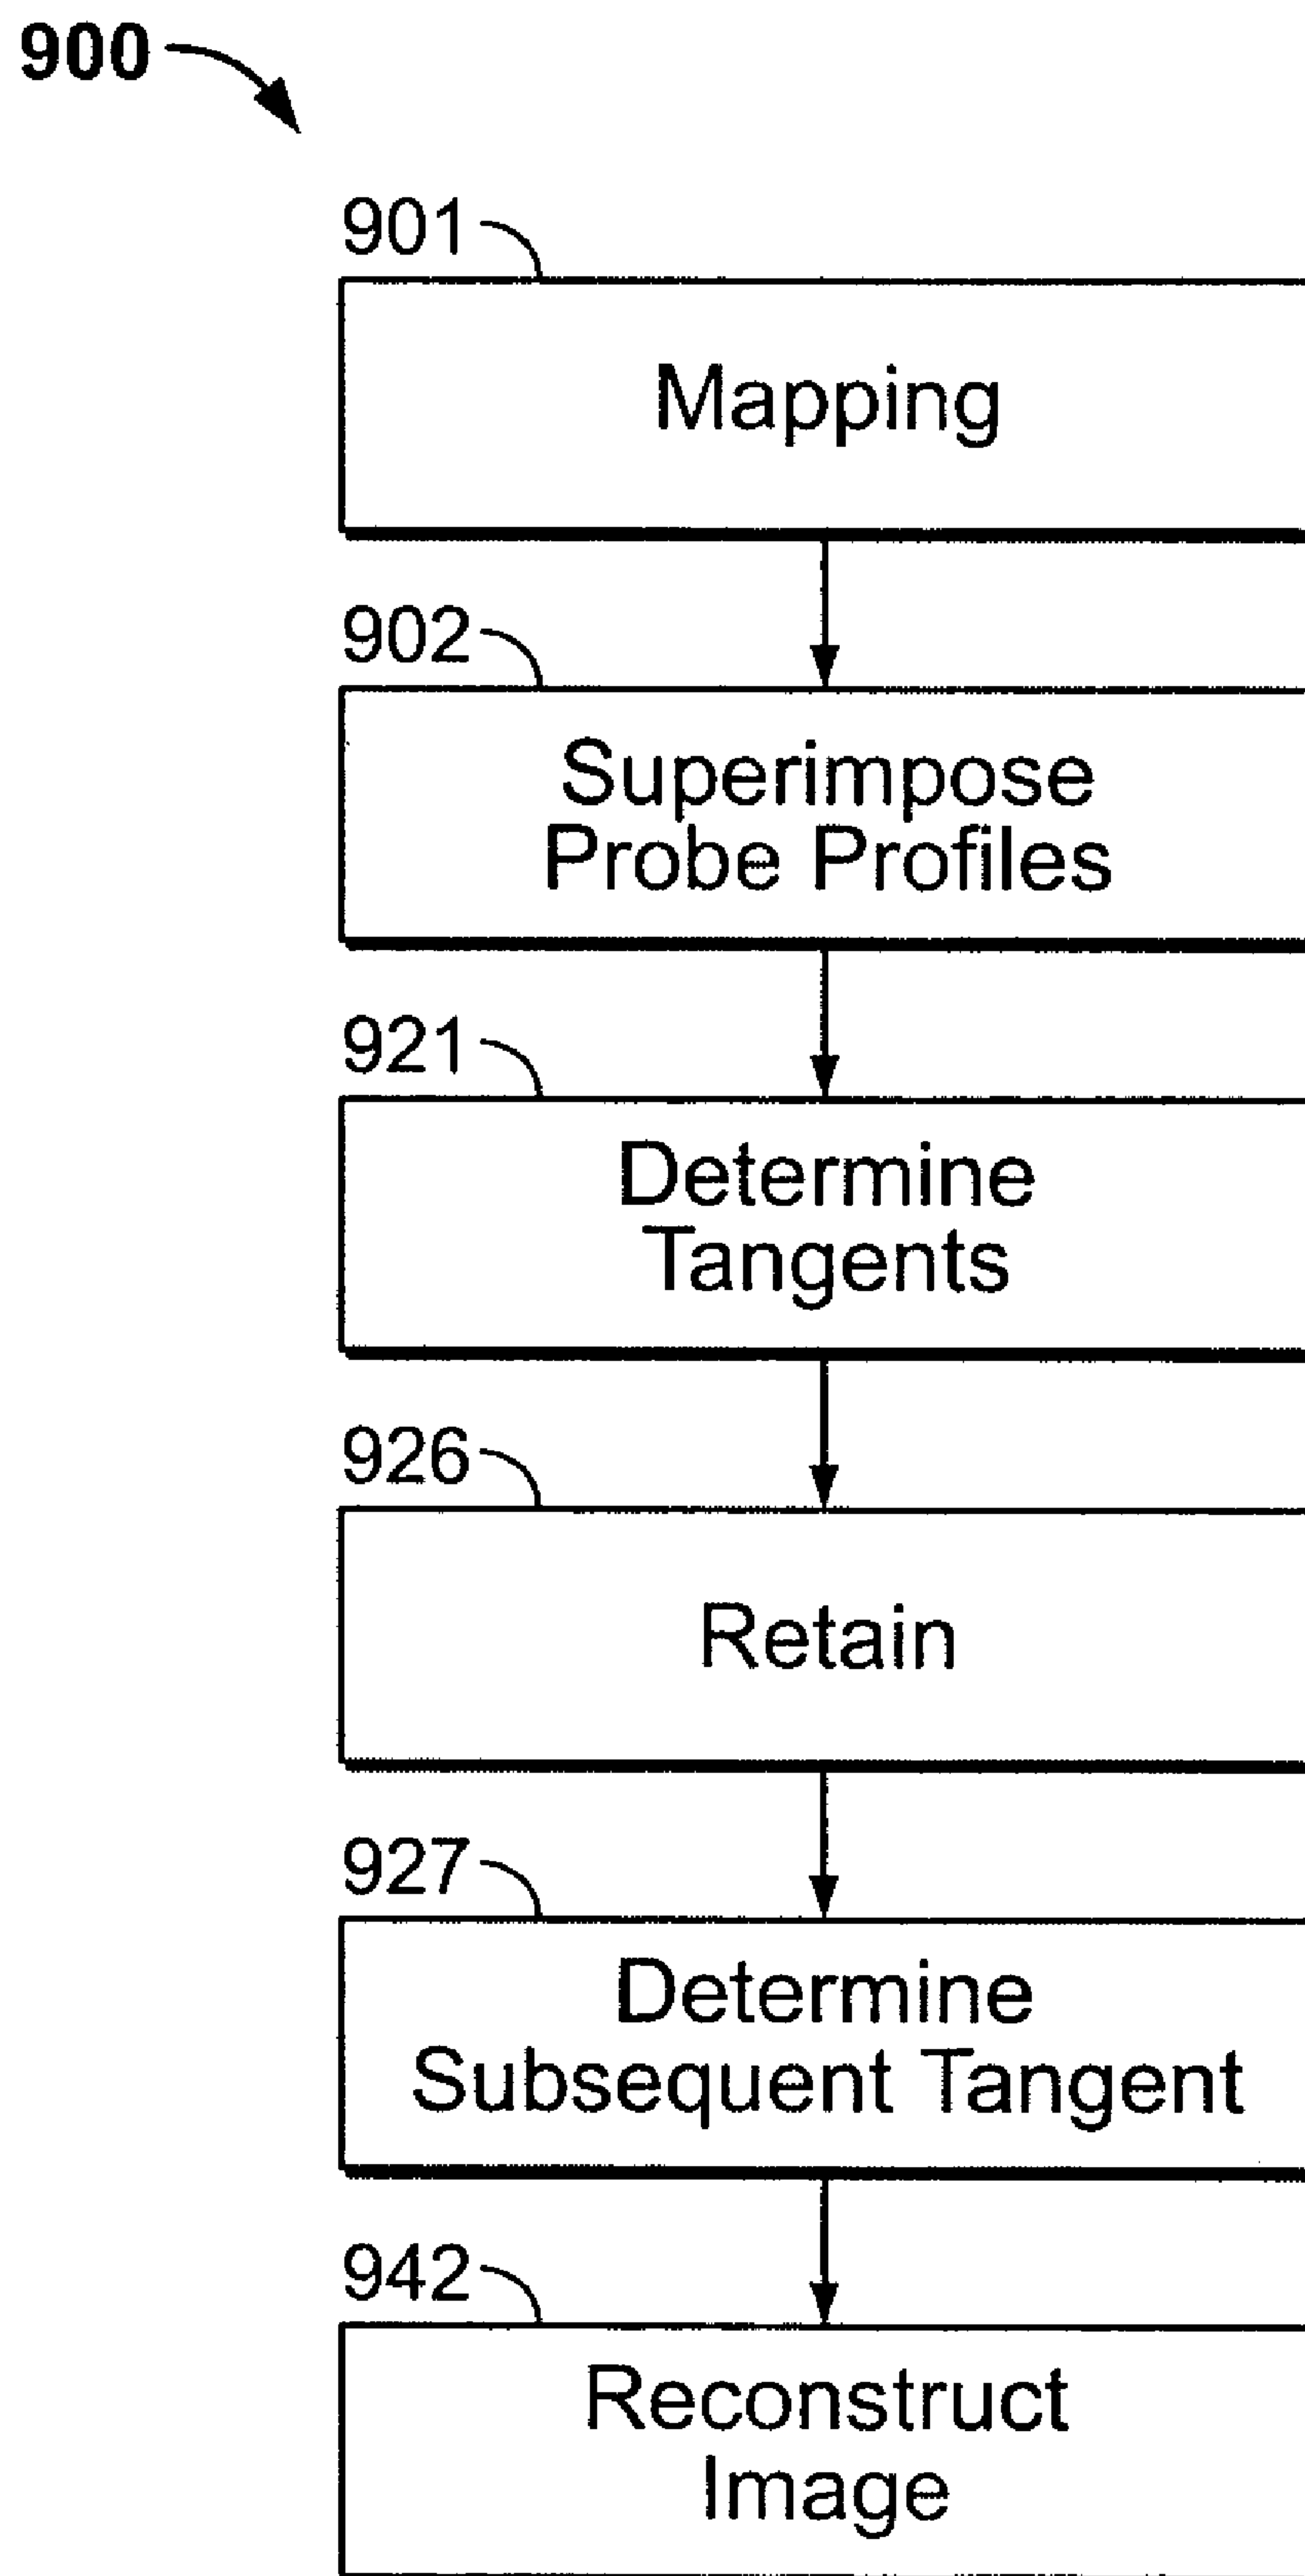 900
901
Mapping
902
Superimpose
Probe Profiles
921
Determine
Tangents
926
Retain
927
Determine
Subsequent Tangent
942
Reconstruct
Image